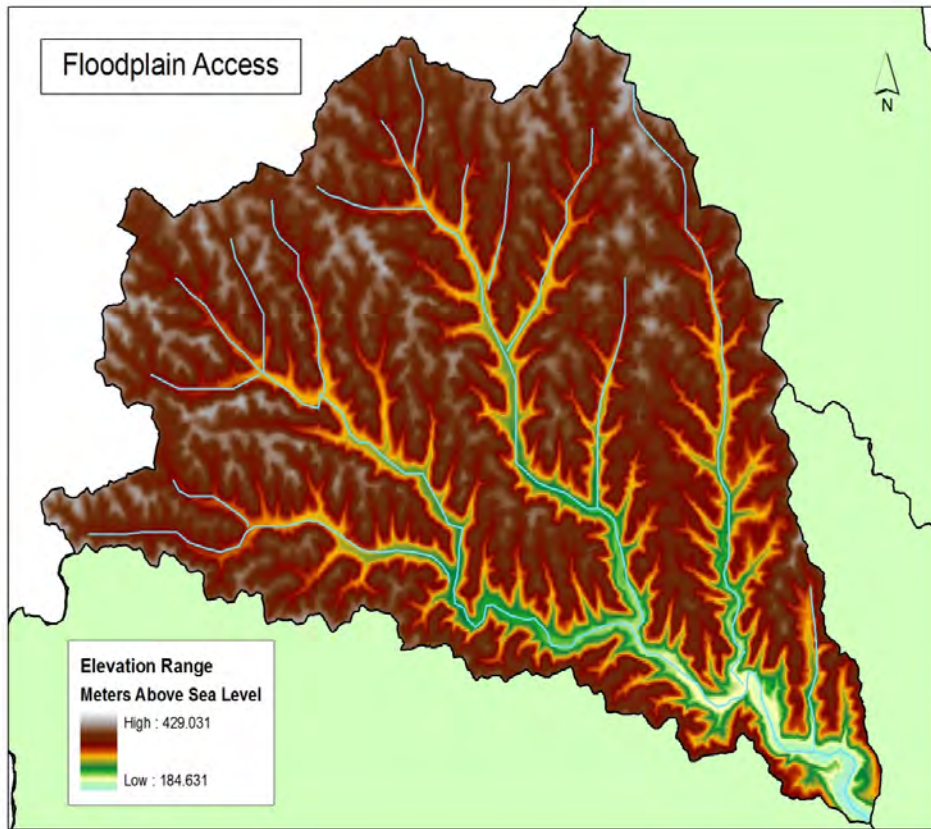 Floodplain Access
N
Elevation Range
Meters Above Sea Level
High : 429.031
Low : 184.631